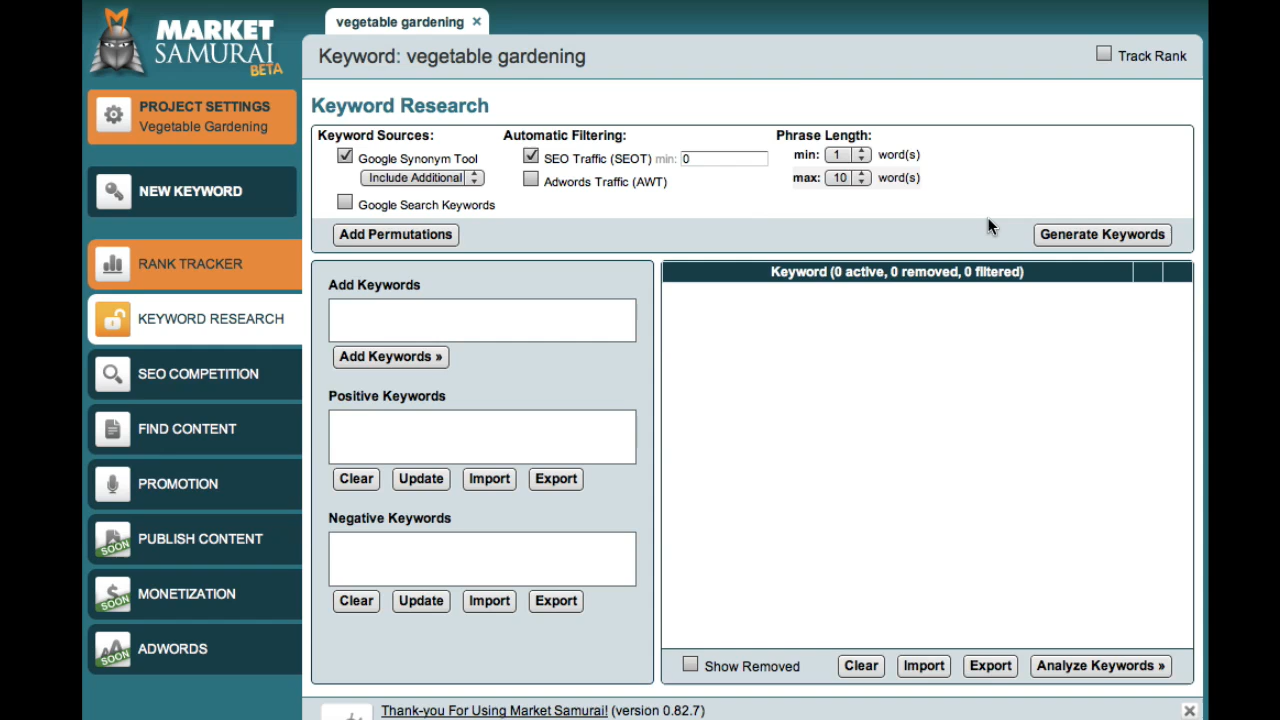 MARKET
SAMURAI
BETA
vegetable gardening ×
Keyword: vegetable gardening
Track Rank
PROJECT SETTINGS
Vegetable Gardening
NEW KEYWORD
RANK TRACKER
KEYWORD RESEARCH
SEO COMPETITION
FIND CONTENT
PROMOTION
SOON PUBLISH CONTENT
SOON MONETIZATION
SOON ADWORDS
Keyword Research
Keyword Sources: Automatic Filtering: Phrase Length:
Google Synonym Tool SEO Traffic (SEOT) min: 0 min: 1 word(s)
Include Additional Adwords Traffic (AWT) max: 10 word(s)
Google Search Keywords
Add Permutations Generate Keywords
Add Keywords
Add Keywords »
Positive Keywords
Clear Update Import Export
Negative Keywords
Clear Update Import Export
Keyword (0 active, 0 removed, 0 filtered)
Show Removed Clear Import Export Analyze Keywords »
Thank-you For Using Market Samurai! (version 0.82.7)